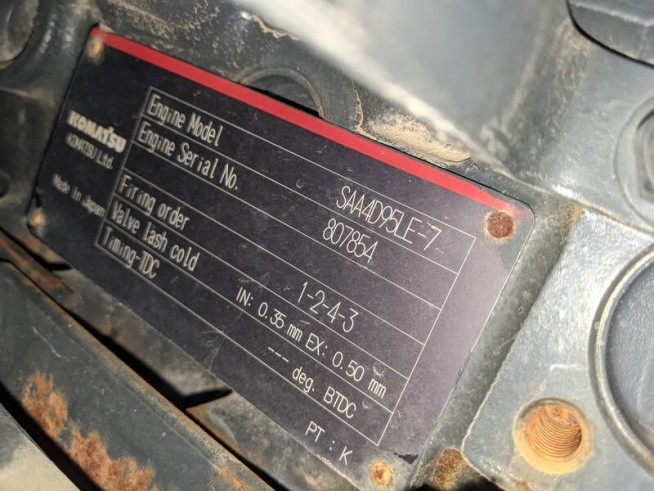 KOMATSU
KOMATSU Ltd.
Made in Japan
Engine Model SAA4D95LE-7
Engine Serial No. 807854
Firing order 1-2-4-3
Valve lash cold IN: 0.35 mm EX: 0.50 mm
Timing-TDC --- deg. BTDC
PT : K